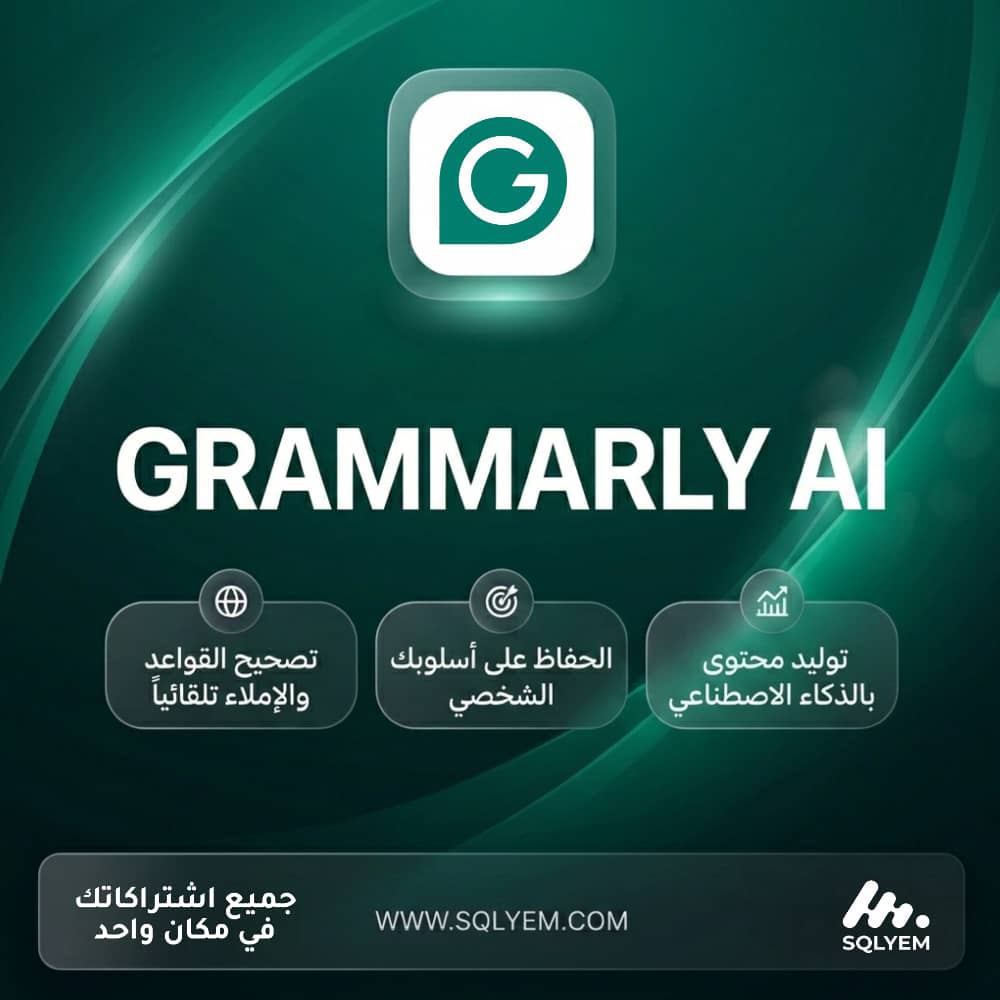 G
GRAMMARLY AI
توليد محتوى
بالذكاء الاصطناعي
الحفاظ على أسلوبك
الشخصي
تصحيح القواعد
والإملاء تلقائياً
جميع اشتراكاتك
في مكان واحد
WWW.SQLYEM.COM
SQLYEM